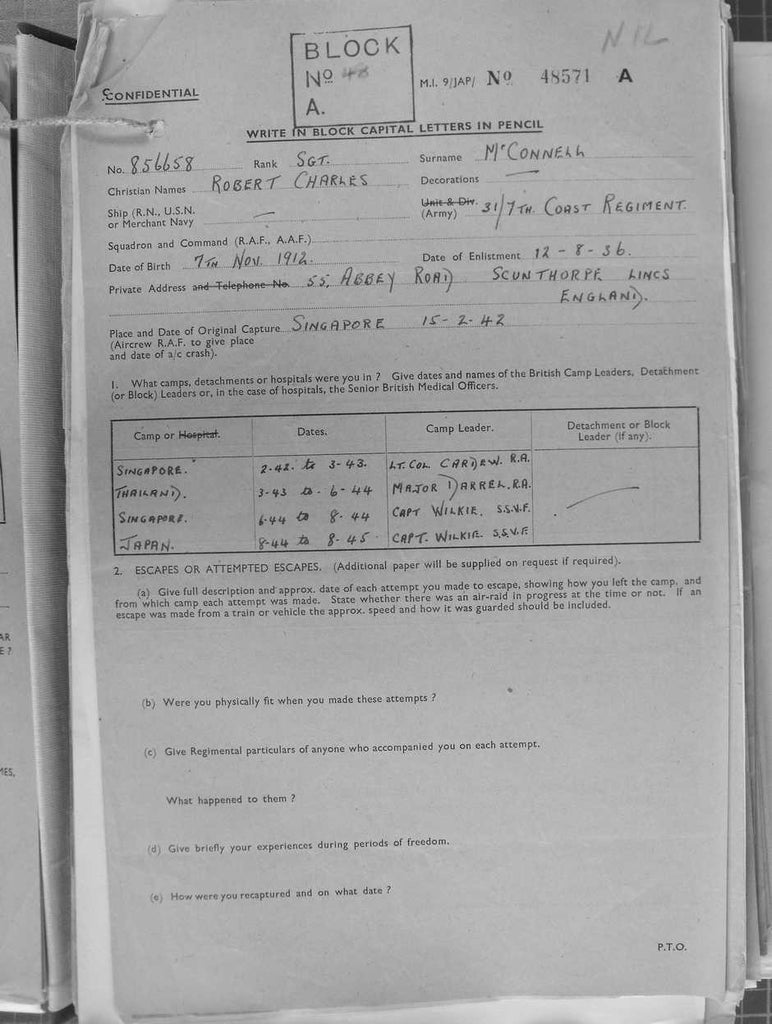 NIL
BLOCK
No
A.
CONFIDENTIAL
M.I. 9/JAP/ No 48571 A
WRITE IN BLOCK CAPITAL LETTERS IN PENCIL
No. 856658 Rank SGT. Surname McCONNELL
Christian Names ROBERT CHARLES Decorations —
Ship (R.N., U.S.N. or Merchant Navy —
Unit & Div. (Army) 31/7TH. COAST REGIMENT.
Squadron and Command (R.A.F., A.A.F.)
Date of Birth 7TH NOV. 1912. Date of Enlistment 12-8-36.
Private Address and Telephone No. 55, ABBEY ROAD SCUNTHORPE LINCS
ENGLAND.
Place and Date of Original Capture SINGAPORE 15-2-42
(Aircrew R.A.F. to give place
and date of a/c crash).
1. What camps, detachments or hospitals were you in ? Give dates and names of the British Camp Leaders, Detachment
(or Block) Leaders or, in the case of hospitals, the Senior British Medical Officers.
Camp or Hospital. Dates. Camp Leader. Detachment or Block Leader (if any).
SINGAPORE. 2-42. to 3-43. LT. COL. CARDEW. R.A.
THAILAND. 3-43 to 6-44 MAJOR DARREL. R.A.
SINGAPORE. 6-44 to 8-44 CAPT WILKIE. S.S.V.F.
JAPAN. 8-44 to 8-45 CAPT. WILKIE. S.S.V.F.
2. ESCAPES OR ATTEMPTED ESCAPES. (Additional paper will be supplied on request if required).
(a) Give full description and approx. date of each attempt you made to escape, showing how you left the camp, and
from which camp each attempt was made. State whether there was an air-raid in progress at the time or not. If an
escape was made from a train or vehicle the approx. speed and how it was guarded should be included.
(b) Were you physically fit when you made these attempts ?
(c) Give Regimental particulars of anyone who accompanied you on each attempt.
What happened to them ?
(d) Give briefly your experiences during periods of freedom.
(e) How were you recaptured and on what date ?
P.T.O.